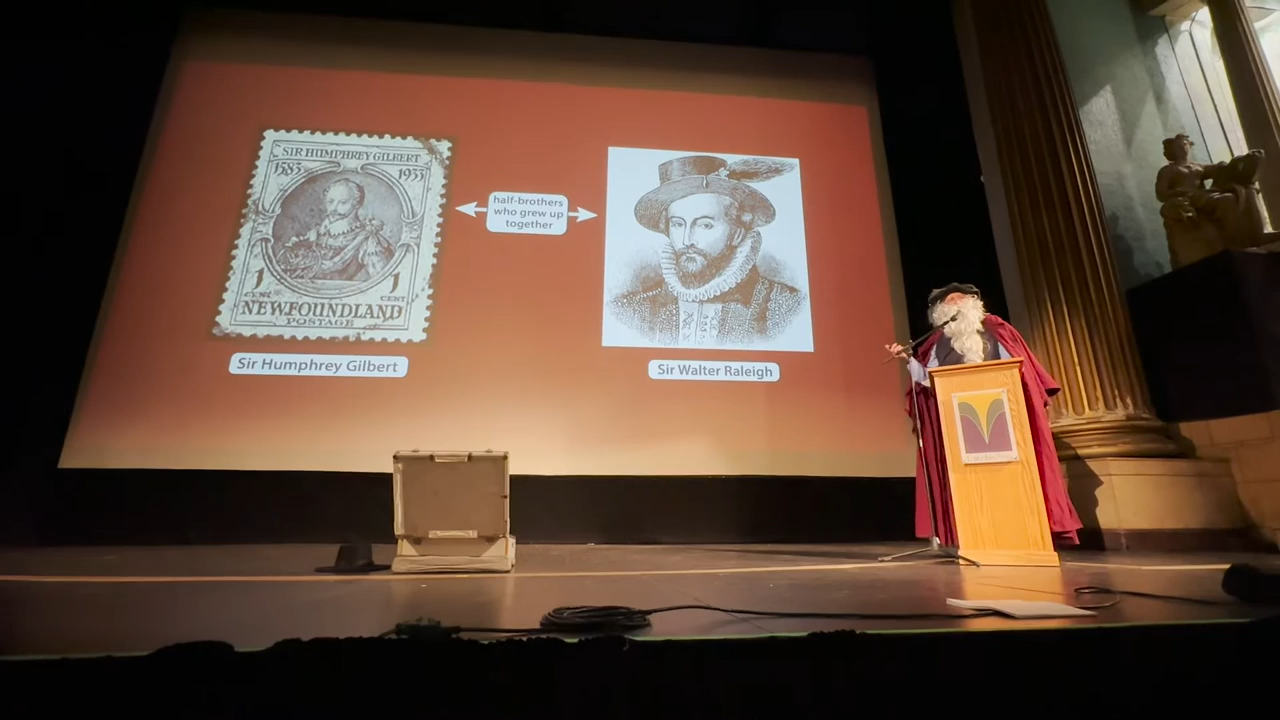 SIR HUMPHREY GILBERT
1583
1933
1
1
CENT
CENT
NEWFOUNDLAND
POSTAGE
Sir Humphrey Gilbert
half-brothers
who grew up
together
Sir Walter Raleigh